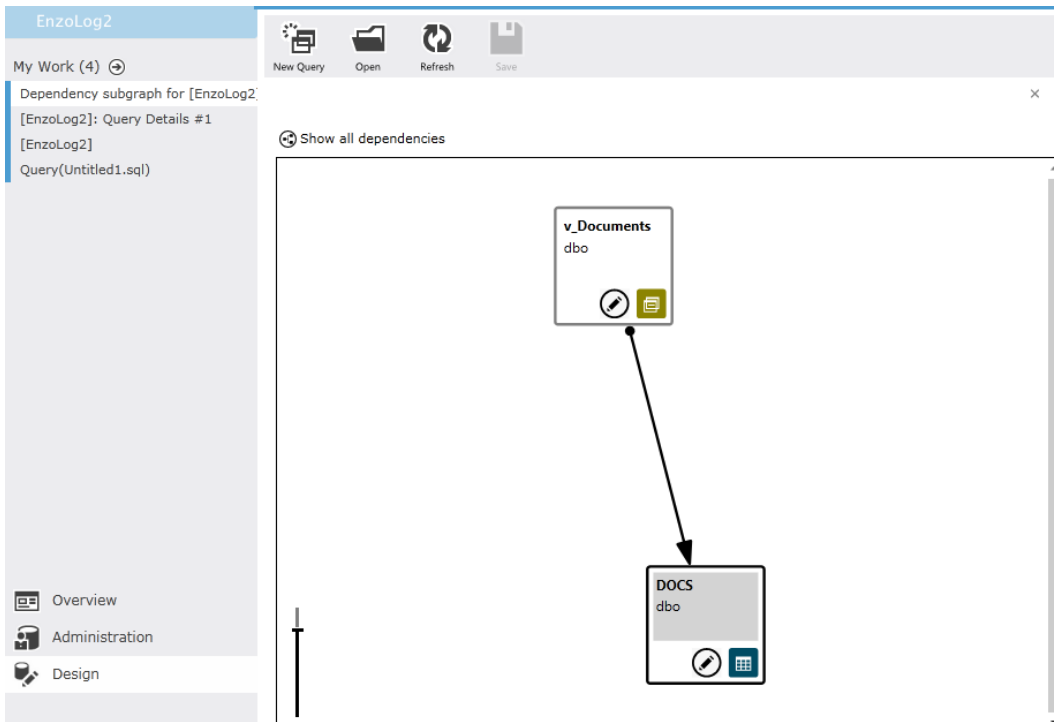 EnzoLog2
My Work (4)
Dependency subgraph for [EnzoLog2]
[EnzoLog2]: Query Details #1
[EnzoLog2]
Query(Untitled1.sql)
Overview
Administration
Design
New Query
Open
Refresh
Save
Show all dependencies
v_Documents
dbo
DOCS
dbo